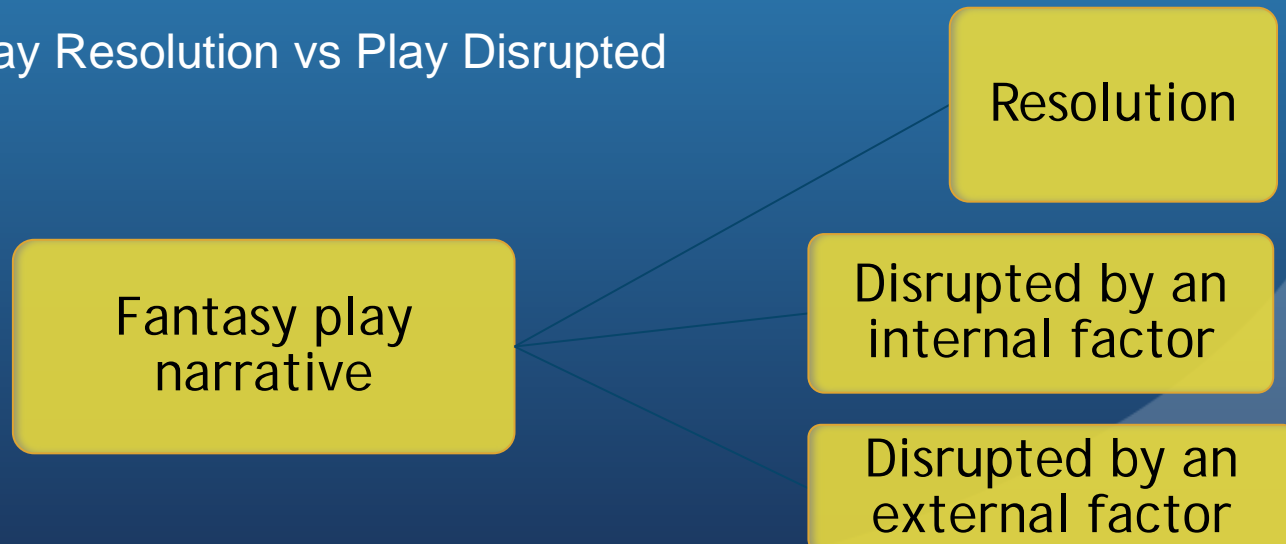 ay Resolution vs Play Disrupted
Resolution
Fantasy play
narrative
Disrupted by an
internal factor
Disrupted by an
external factor